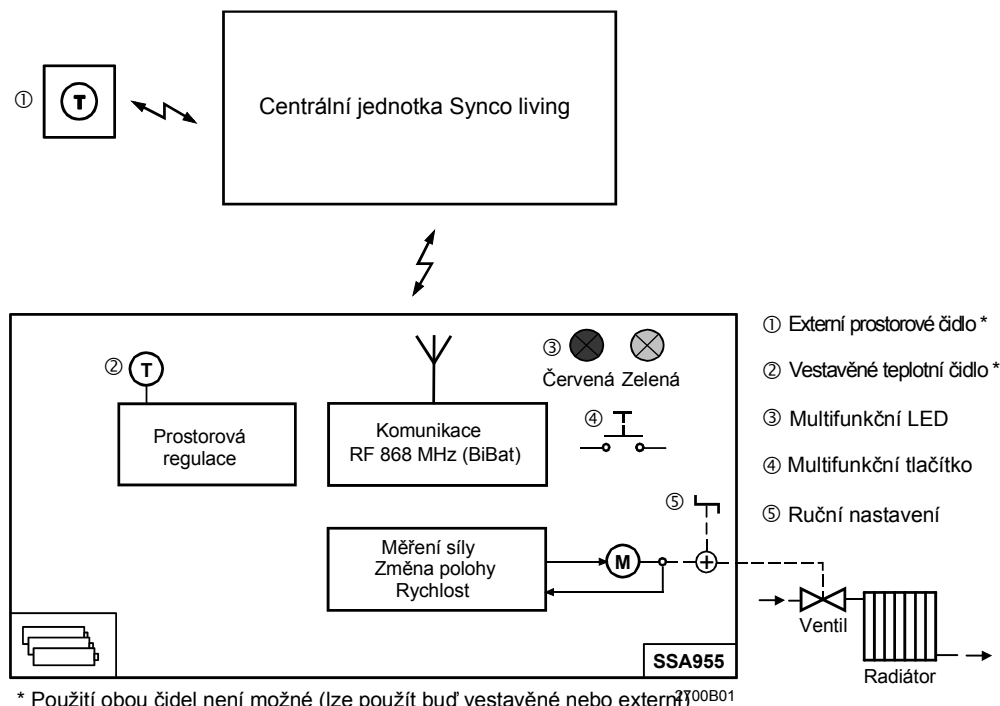 ① T
Centrální jednotka Synco living
② T
Prostorová
regulace
Komunikace
RF 868 MHz (BiBat)
③
Červená Zelená
④
⑤
Měření síly
Změna polohy
Rychlost
M
SSA955
Ventil
Radiátor
① Externí prostorové čidlo *
② Vestavěné teplotní čidlo *
③ Multifunkční LED
④ Multifunkční tlačítko
⑤ Ruční nastavení
* Použití obou čidel není možné (lze použít buď vestavěné nebo externí)
2700B01